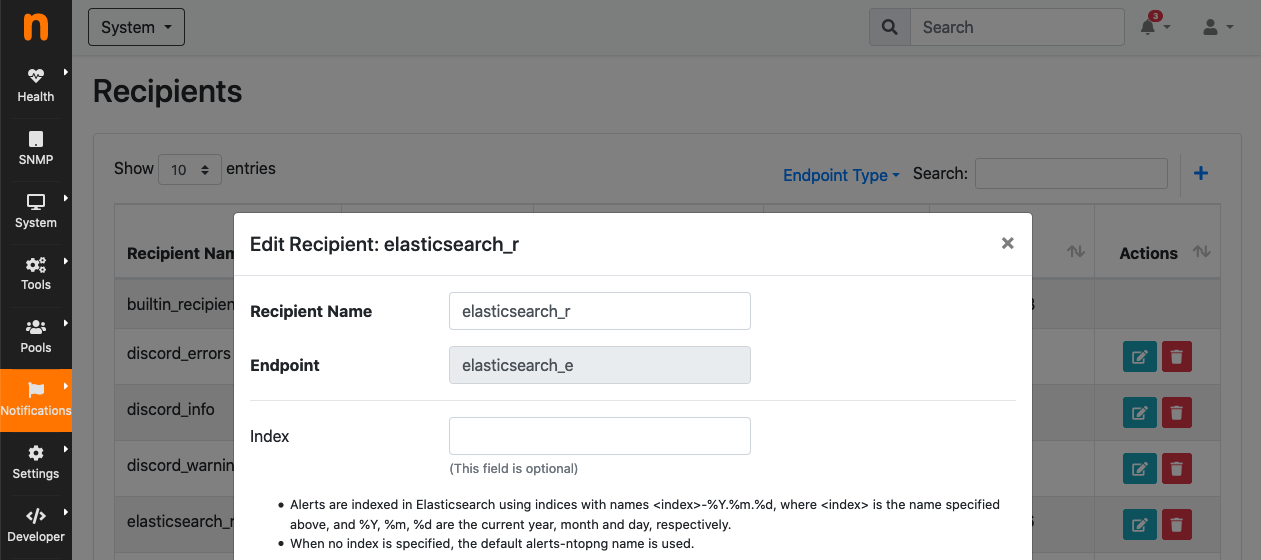 n
System
Search
3
Health
SNMP
System
Tools
Pools
Notifications
Settings
Developer
Recipients
Show 10 entries
Endpoint Type
Search:
Actions
builtin_recipien
discord_errors
discord_info
discord_warnin
Edit Recipient: elasticsearch_r
×
Recipient Name
elasticsearch_r
Endpoint
elasticsearch_e
Index
(This field is optional)
• Alerts are indexed in Elasticsearch using indices with names <index>-%Y.%m.%d, where <index> is the name specified
above, and %Y, %m, %d are the current year, month and day, respectively.
• When no index is specified, the default alerts-ntopng name is used.